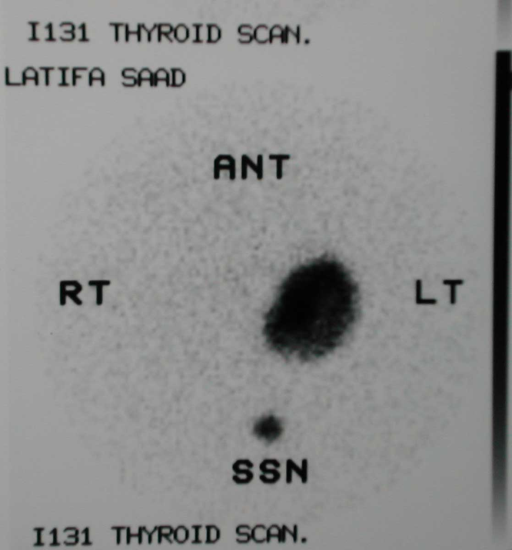 I131 THYROID SCAN.
LATIFA SAAD
ANT
RT LT
SSN
I131 THYROID SCAN.